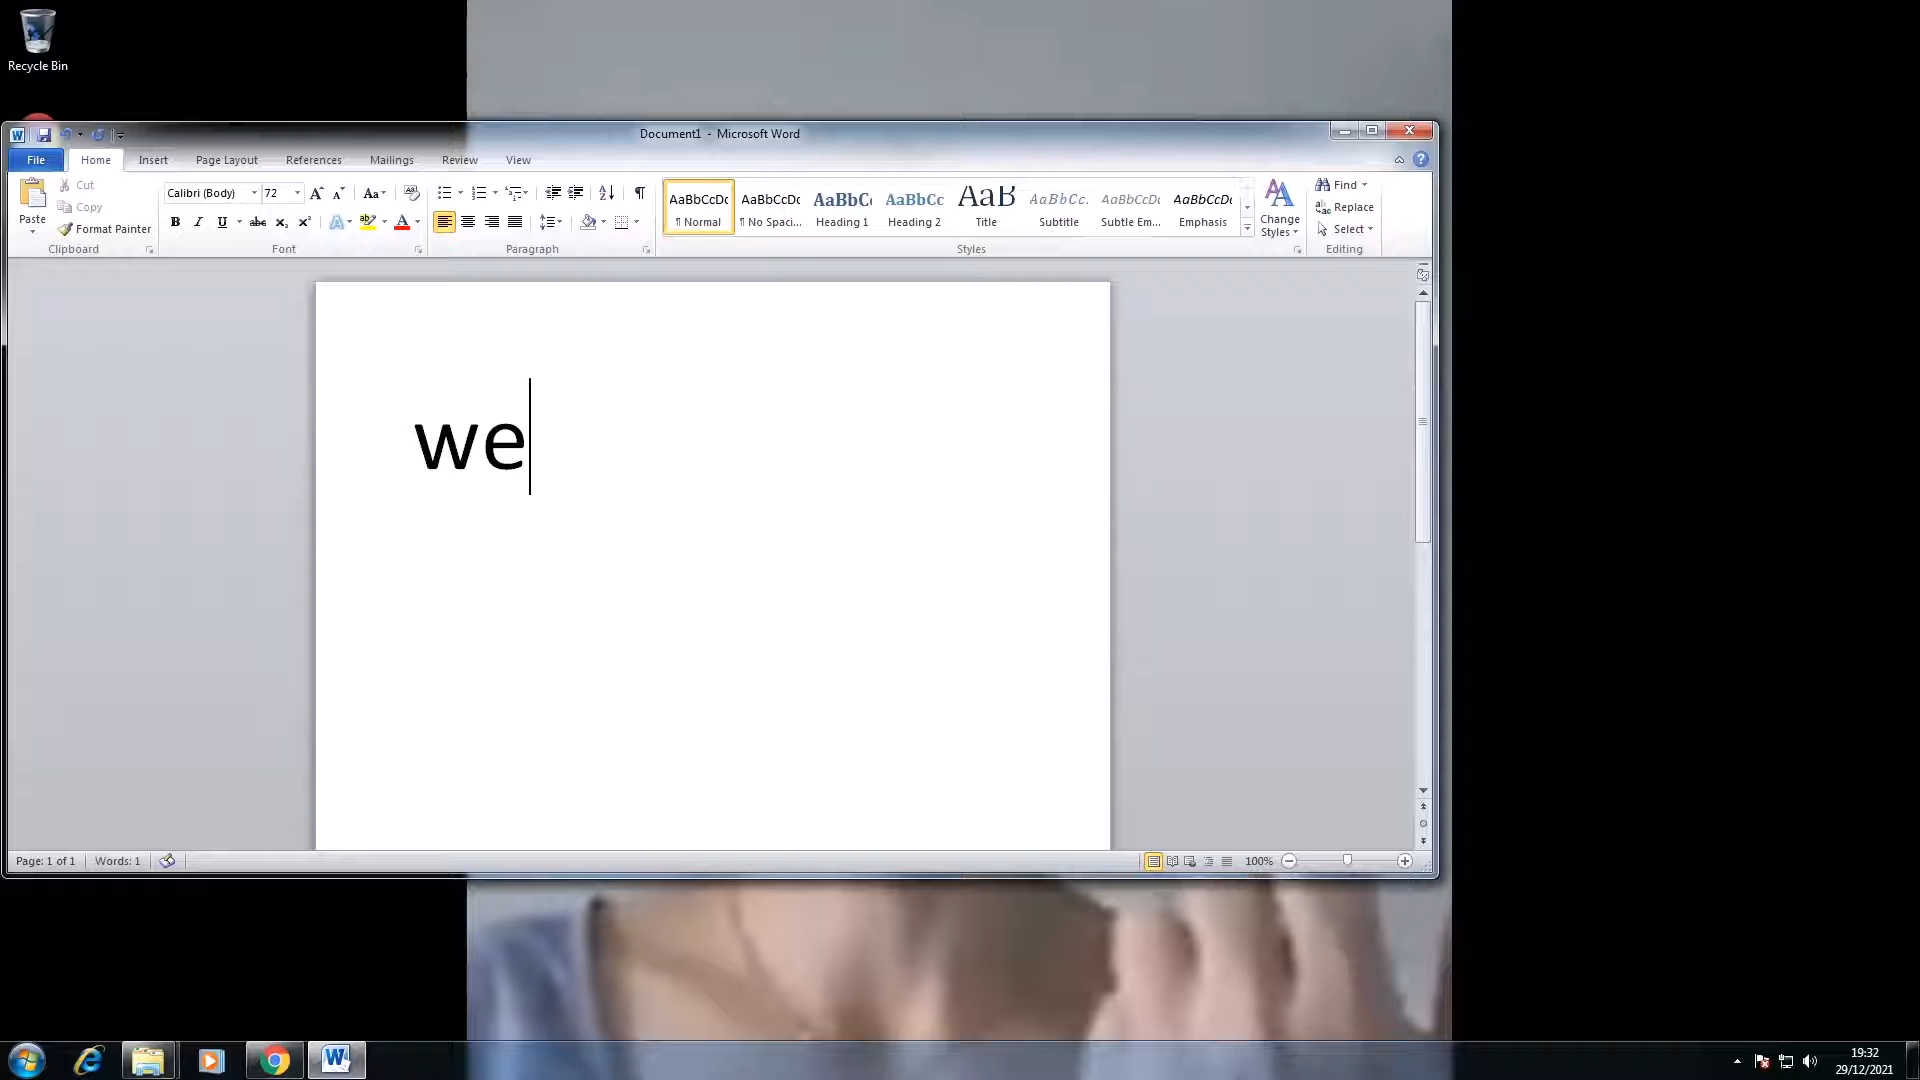 Recycle Bin
Document1 - Microsoft Word
File Home Insert Page Layout References Mailings Review View
Paste
Cut
Copy
Format Painter
Clipboard
Calibri (Body) 72
Font
Paragraph
AaBbCcDc AaBbCcDc AaBbC AaBbCc AaB AaBbCc. AaBbCcDc AaBbCcDc
¶ Normal ¶ No Spaci... Heading 1 Heading 2 Title Subtitle Subtle Em... Emphasis
Styles
Change Styles
Find
Replace
Select
Editing
we
Page: 1 of 1 Words: 1
100%
19:32
29/12/2021